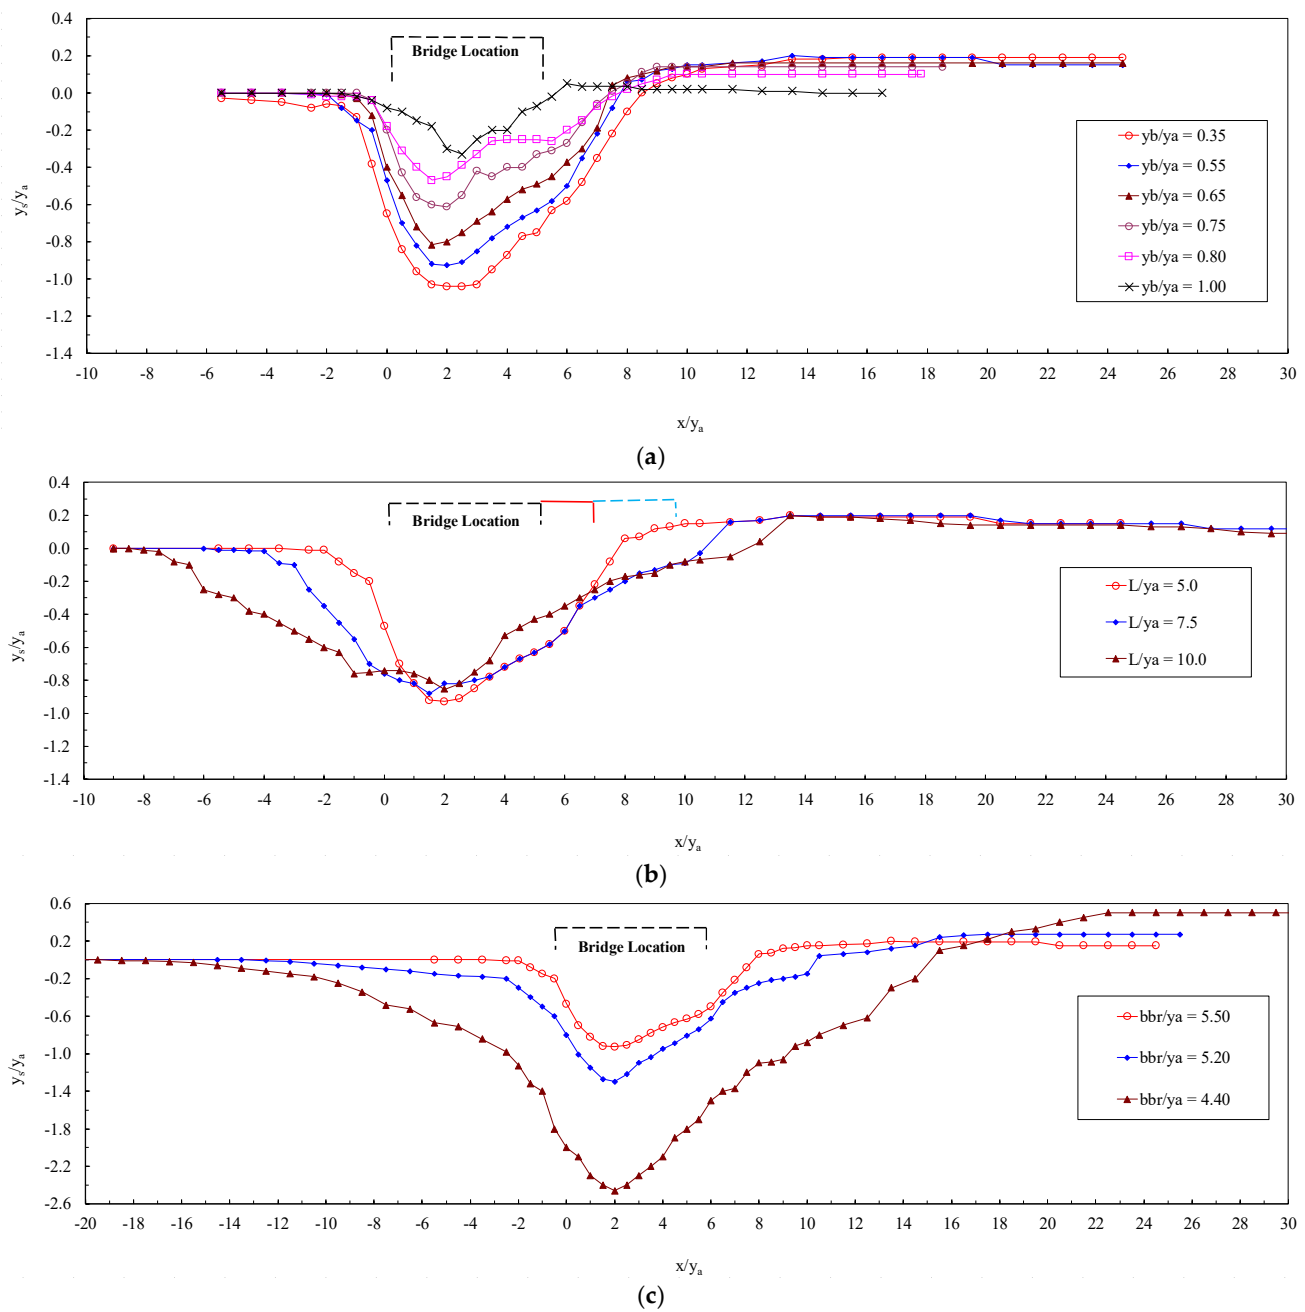 0.4
0.2
0.0
-0.2
-0.4
-0.6
-0.8
-1.0
-1.2
-1.4
ys/ya
Bridge Location
yb/ya = 0.35
yb/ya = 0.55
yb/ya = 0.65
yb/ya = 0.75
yb/ya = 0.80
yb/ya = 1.00
-10 -8 -6 -4 -2 0 2 4 6 8 10 12 14 16 18 20 22 24 26 28 30
x/ya
(a)
0.4
0.2
0.0
-0.2
-0.4
-0.6
-0.8
-1.0
-1.2
-1.4
ys/ya
Bridge Location
L/ya = 5.0
L/ya = 7.5
L/ya = 10.0
-10 -8 -6 -4 -2 0 2 4 6 8 10 12 14 16 18 20 22 24 26 28 30
x/ya
(b)
0.6
0.2
-0.2
-0.6
-1.0
-1.4
-1.8
-2.2
-2.6
ys/ya
Bridge Location
bbr/ya = 5.50
bbr/ya = 5.20
bbr/ya = 4.40
-20 -18 -16 -14 -12 -10 -8 -6 -4 -2 0 2 4 6 8 10 12 14 16 18 20 22 24 26 28 30
x/ya
(c)